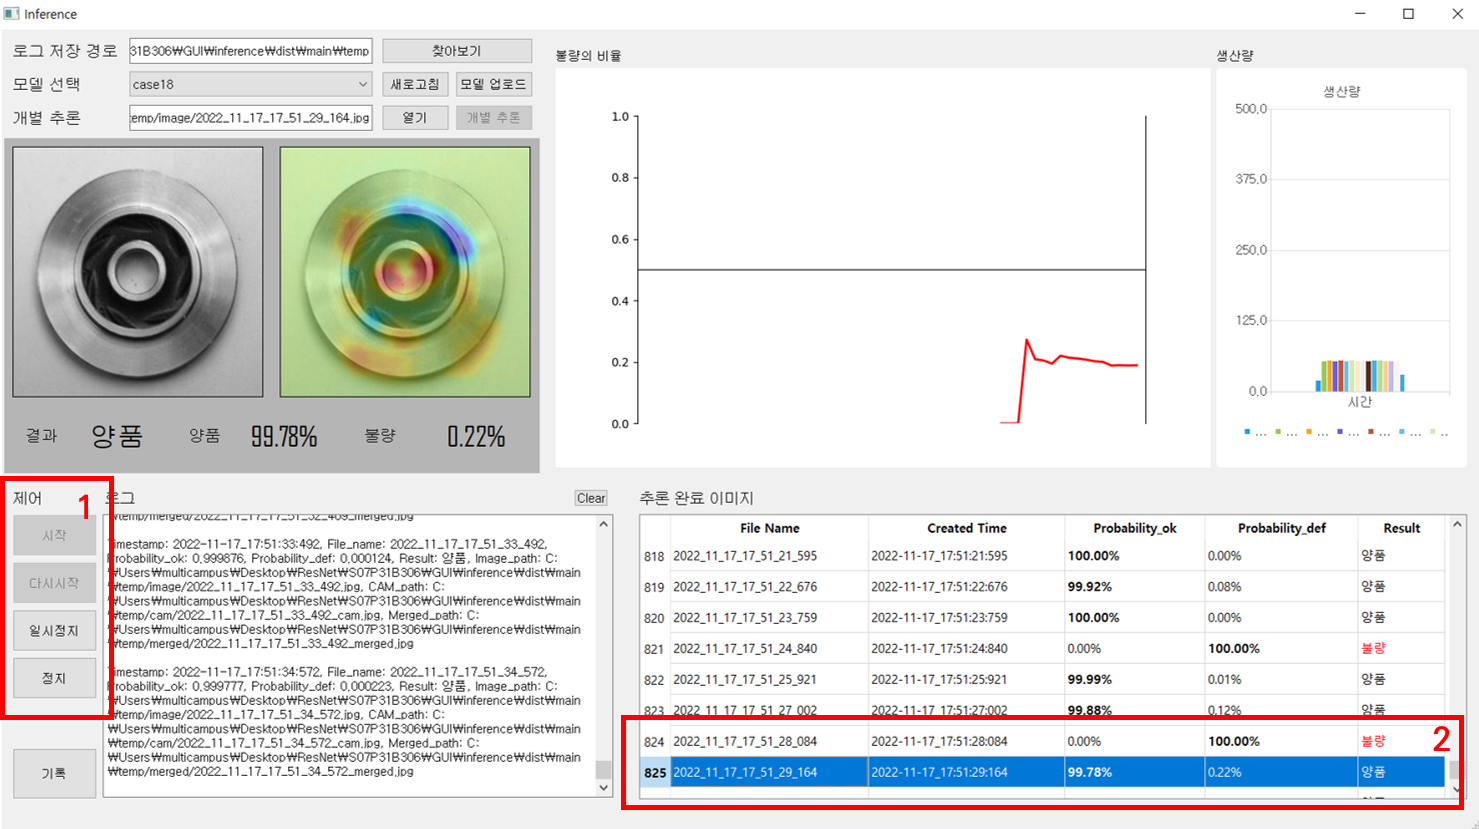 Inference
로그 저장 경로
31B306₩GUI₩inference₩dist₩main₩temp
찾아보기
모델 선택
case18
새로고침
모델 업로드
개별 추론
temp/image/2022_11_17_17_51_29_164.jpg
열기
개별 추론
결과
양품
양품
99.78%
불량
0.22%
불량의 비율
1.0
0.8
0.6
0.4
0.2
0.0
생산량
생산량
500.0
375.0
250.0
125.0
0.0
시간
... ... ... ... ... ... ..
제어
1
시작
다시시작
일시정지
정지
기록
로그
Clear
₩temp/merged/2022_11_17_17_51_32_409_merged.jpg
Timestamp: 2022-11-17_17:51:33:492, File_name: 2022_11_17_17_51_33_492,
Probability_ok: 0.999876, Probability_def: 0.000124, Result: 양품, Image_path: C:
₩Users₩multicampus₩Desktop₩ResNet₩S07P31B306₩GUI₩inference₩dist₩main
₩temp/image/2022_11_17_17_51_33_492.jpg, CAM_path: C:
₩Users₩multicampus₩Desktop₩ResNet₩S07P31B306₩GUI₩inference₩dist₩main
₩temp/cam/2022_11_17_17_51_33_492_cam.jpg, Merged_path: C:
₩Users₩multicampus₩Desktop₩ResNet₩S07P31B306₩GUI₩inference₩dist₩main
₩temp/merged/2022_11_17_17_51_33_492_merged.jpg
Timestamp: 2022-11-17_17:51:34:572, File_name: 2022_11_17_17_51_34_572,
Probability_ok: 0.999777, Probability_def: 0.000223, Result: 양품, Image_path: C:
₩Users₩multicampus₩Desktop₩ResNet₩S07P31B306₩GUI₩inference₩dist₩main
₩temp/image/2022_11_17_17_51_34_572.jpg, CAM_path: C:
₩Users₩multicampus₩Desktop₩ResNet₩S07P31B306₩GUI₩inference₩dist₩main
₩temp/cam/2022_11_17_17_51_34_572_cam.jpg, Merged_path: C:
₩Users₩multicampus₩Desktop₩ResNet₩S07P31B306₩GUI₩inference₩dist₩main
₩temp/merged/2022_11_17_17_51_34_572_merged.jpg
추론 완료 이미지
File Name Created Time Probability_ok Probability_def Result
818 2022_11_17_17_51_21_595 2022-11-17_17:51:21:595 100.00% 0.00% 양품
819 2022_11_17_17_51_22_676 2022-11-17_17:51:22:676 99.92% 0.08% 양품
820 2022_11_17_17_51_23_759 2022-11-17_17:51:23:759 100.00% 0.00% 양품
821 2022_11_17_17_51_24_840 2022-11-17_17:51:24:840 0.00% 100.00% 불량
822 2022_11_17_17_51_25_921 2022-11-17_17:51:25:921 99.99% 0.01% 양품
823 2022_11_17_17_51_27_002 2022-11-17_17:51:27:002 99.88% 0.12% 양품
824 2022_11_17_17_51_28_084 2022-11-17_17:51:28:084 0.00% 100.00% 불량
2
825 2022_11_17_17_51_29_164 2022-11-17_17:51:29:164 99.78% 0.22% 양품